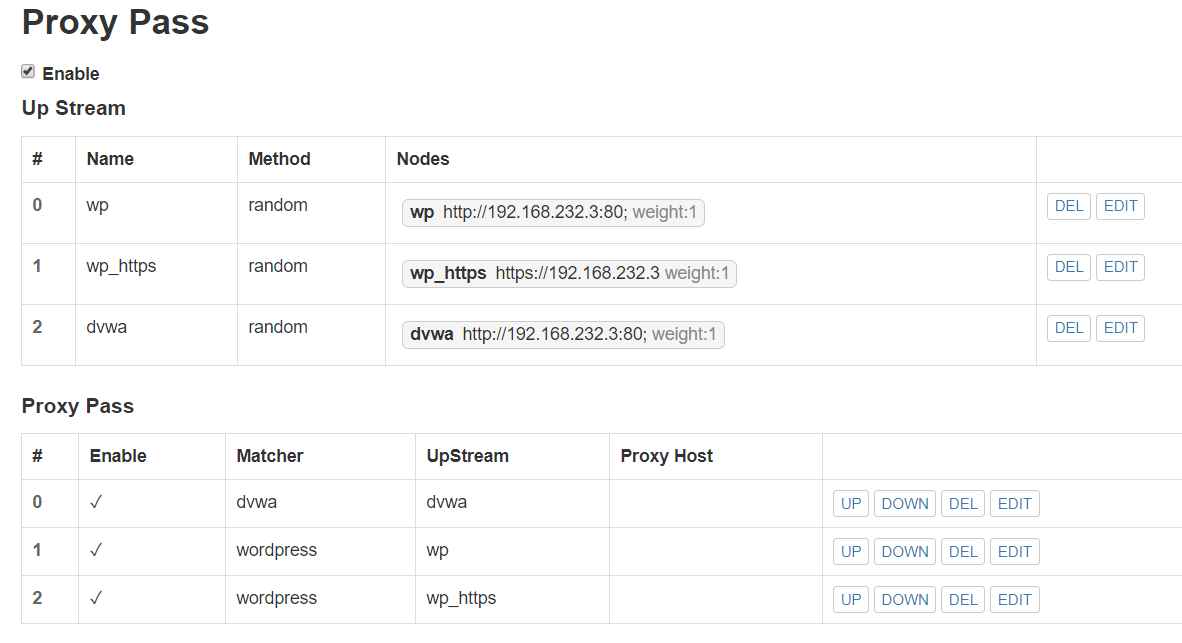 Proxy Pass
Enable
Up Stream
# Name Method Nodes
0 wp random wp http://192.168.232.3:80; weight:1 DEL EDIT
1 wp_https random wp_https https://192.168.232.3 weight:1 DEL EDIT
2 dvwa random dvwa http://192.168.232.3:80; weight:1 DEL EDIT
Proxy Pass
# Enable Matcher UpStream Proxy Host
0 ✓ dvwa dvwa UP DOWN DEL EDIT
1 ✓ wordpress wp UP DOWN DEL EDIT
2 ✓ wordpress wp_https UP DOWN DEL EDIT